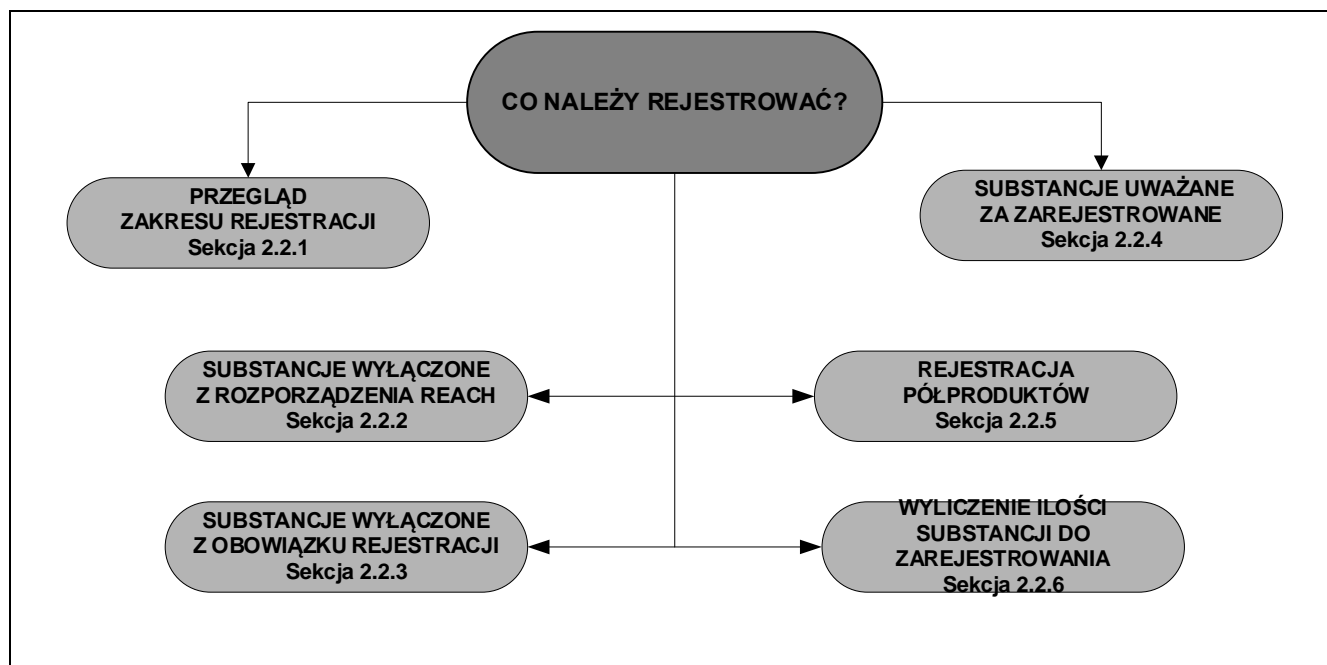 CO NALEŻY REJESTROWAĆ?
PRZEGLĄD
ZAKRESU REJESTRACJI
Sekcja 2.2.1
SUBSTANCJE UWAŻANE
ZA ZAREJESTROWANE
Sekcja 2.2.4
SUBSTANCJE WYŁĄCZONE
Z ROZPORZĄDZENIA REACH
Sekcja 2.2.2
REJESTRACJA
PÓŁPRODUKTÓW
Sekcja 2.2.5
SUBSTANCJE WYŁĄCZONE
Z OBOWIĄZKU REJESTRACJI
Sekcja 2.2.3
WYLICZENIE ILOŚCI
SUBSTANCJI DO
ZAREJESTROWANIA
Sekcja 2.2.6